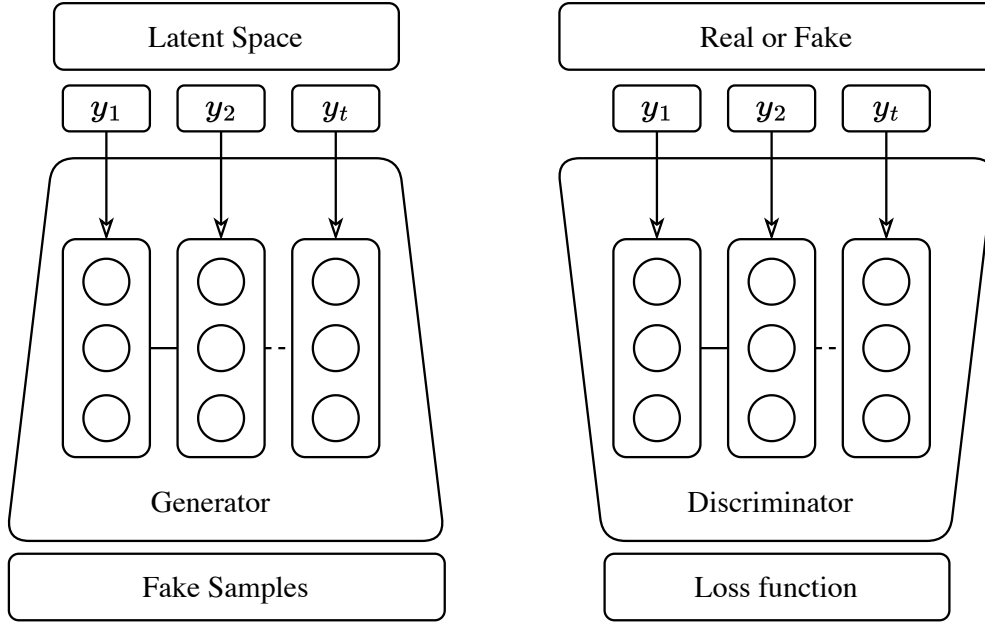 Latent Space
Real or Fake
y₁ y₂ yₜ
y₁ y₂ yₜ
Generator
Discriminator
Fake Samples
Loss function